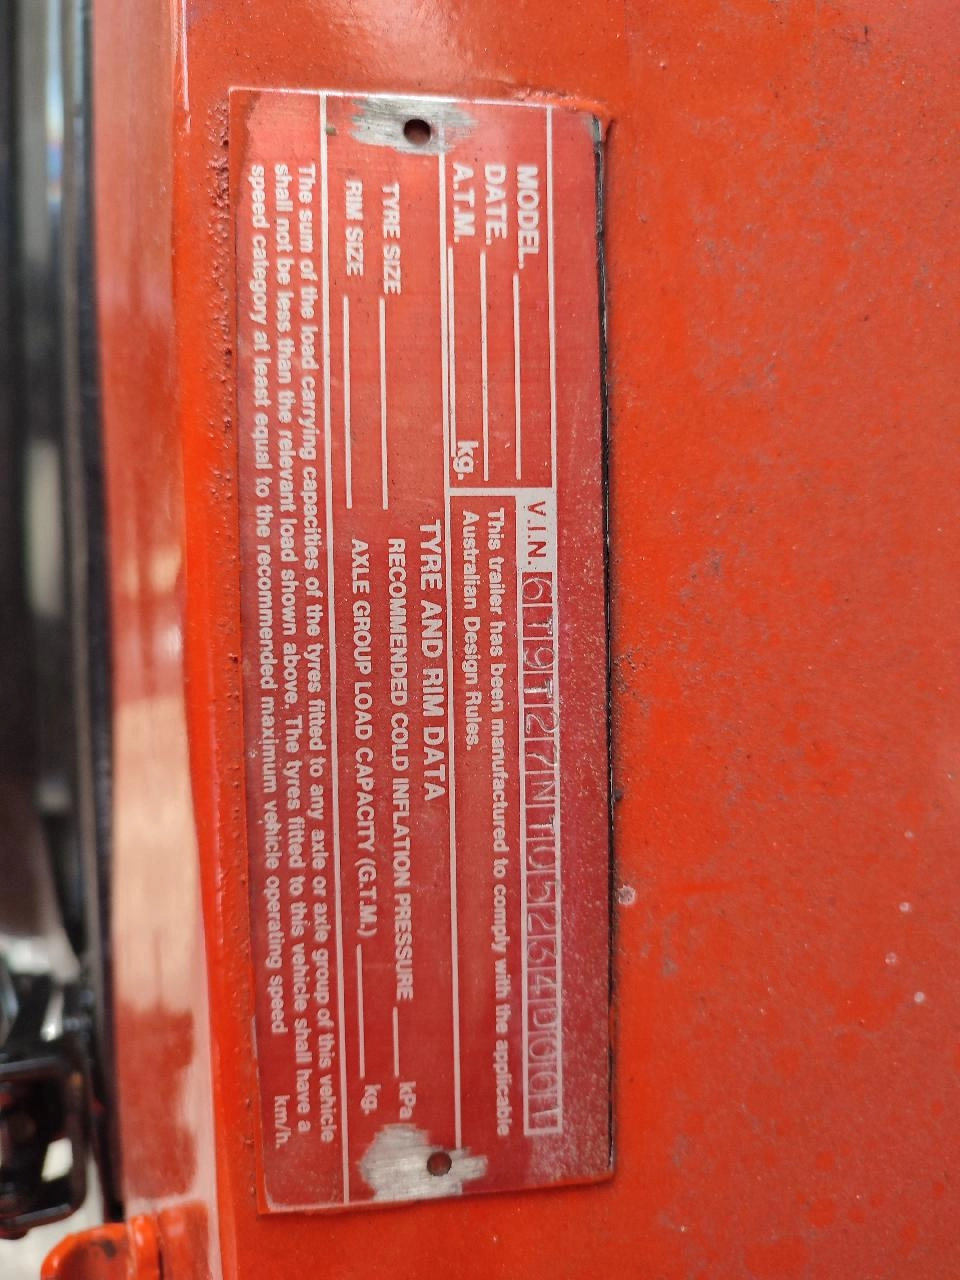 MODEL.
DATE.
A.T.M. kg.
V.I.N. 6T9T27NT05264D001
This trailer has been manufactured to comply with the applicable
Australian Design Rules.
TYRE AND RIM DATA
TYRE SIZE RECOMMENDED COLD INFLATION PRESSURE kPa
RIM SIZE AXLE GROUP LOAD CAPACITY (G.T.M.) kg.
The sum of the load carrying capacities of the tyres fitted to any axle or axle group of this vehicle
shall not be less than the relevant load shown above. The tyres fitted to this vehicle shall have a
speed category at least equal to the recommended maximum vehicle operating speed km/h.